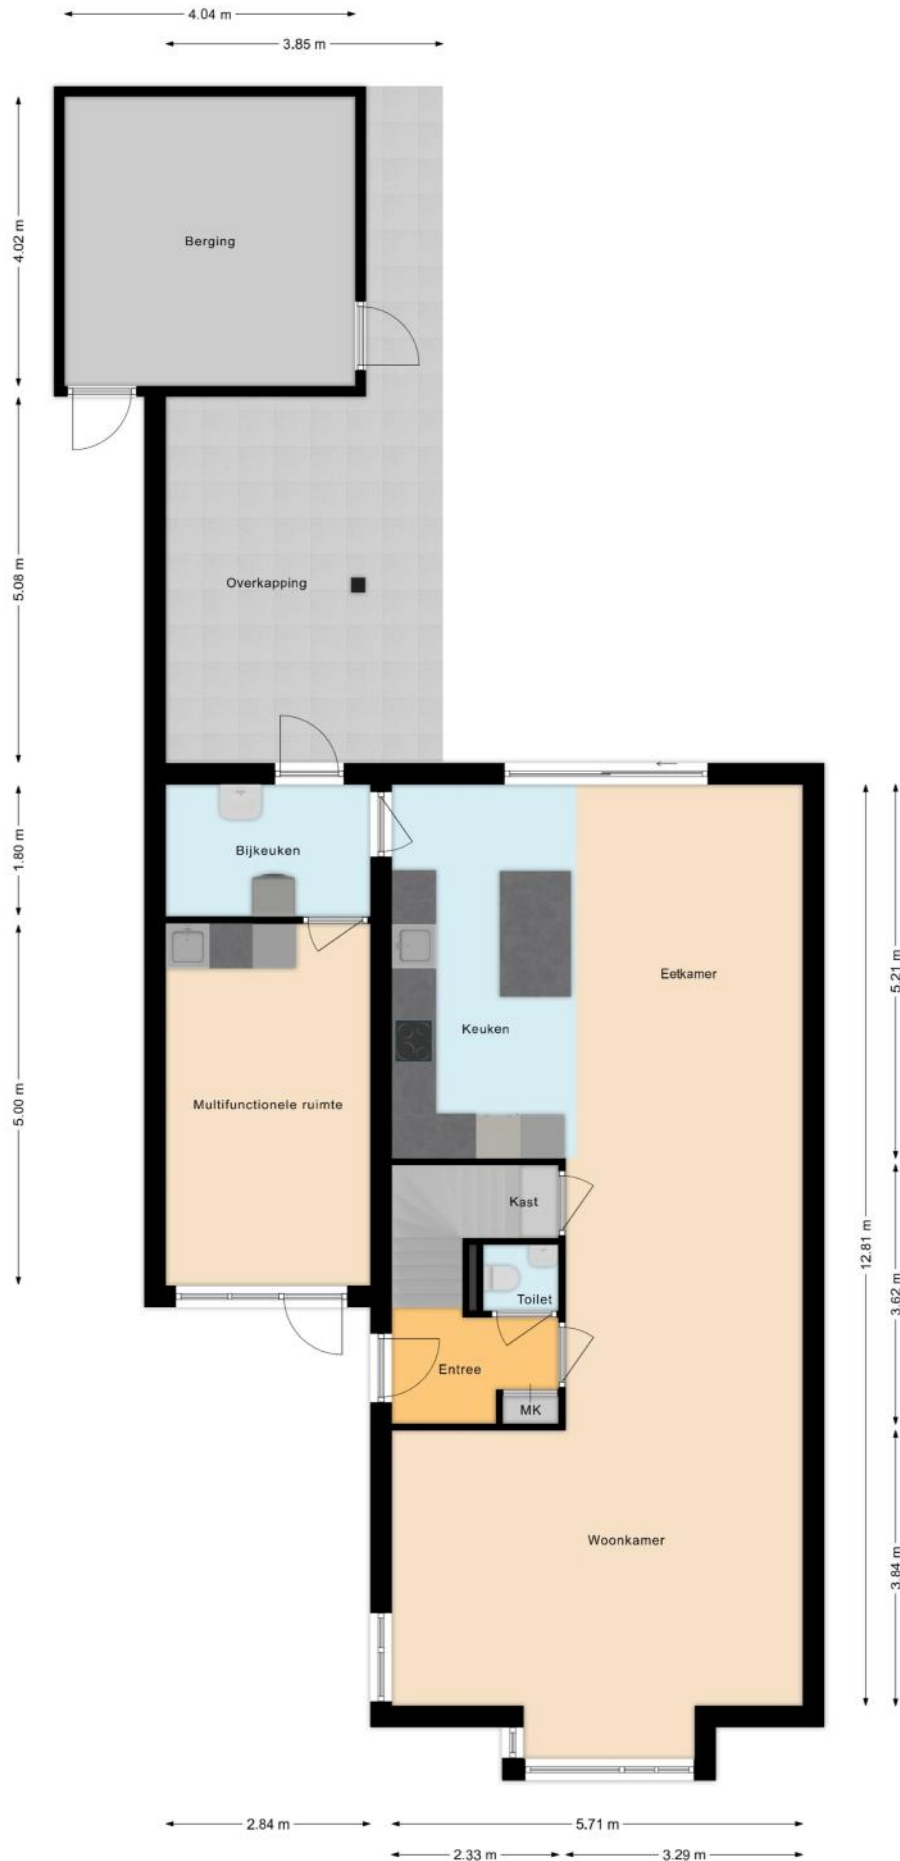 4.04 m
3.85 m
4.02 m
Berging
5.08 m
Overkapping
1.80 m
Bijkeuken
5.21 m
Eetkamer
Keuken
5.00 m
Multifunctionele ruimte
Kast
12.81 m
3.62 m
Toilet
Entree
MK
Woonkamer
3.84 m
2.84 m
5.71 m
2.33 m
3.29 m